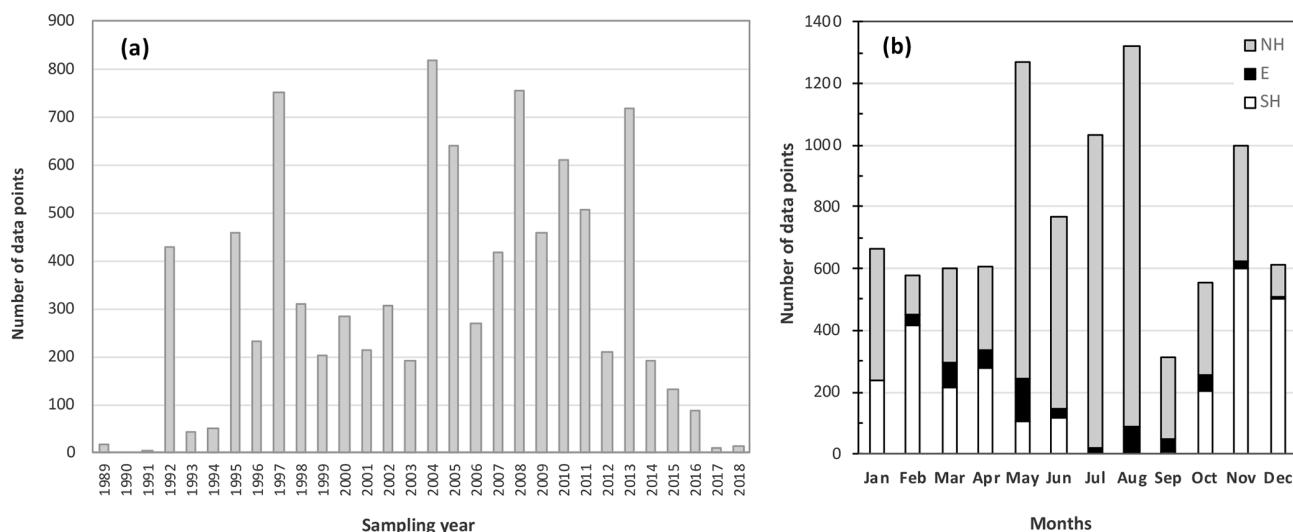 (a)
Number of data points
900
800
700
600
500
400
300
200
100
0
1989 1990 1991 1992 1993 1994 1995 1996 1997 1998 1999 2000 2001 2002 2003 2004 2005 2006 2007 2008 2009 2010 2011 2012 2013 2014 2015 2016 2017 2018
Sampling year
(b)
Number of data points
1400
1200
1000
800
600
400
200
0
NH
E
SH
Jan Feb Mar Apr May Jun Jul Aug Sep Oct Nov Dec
Months